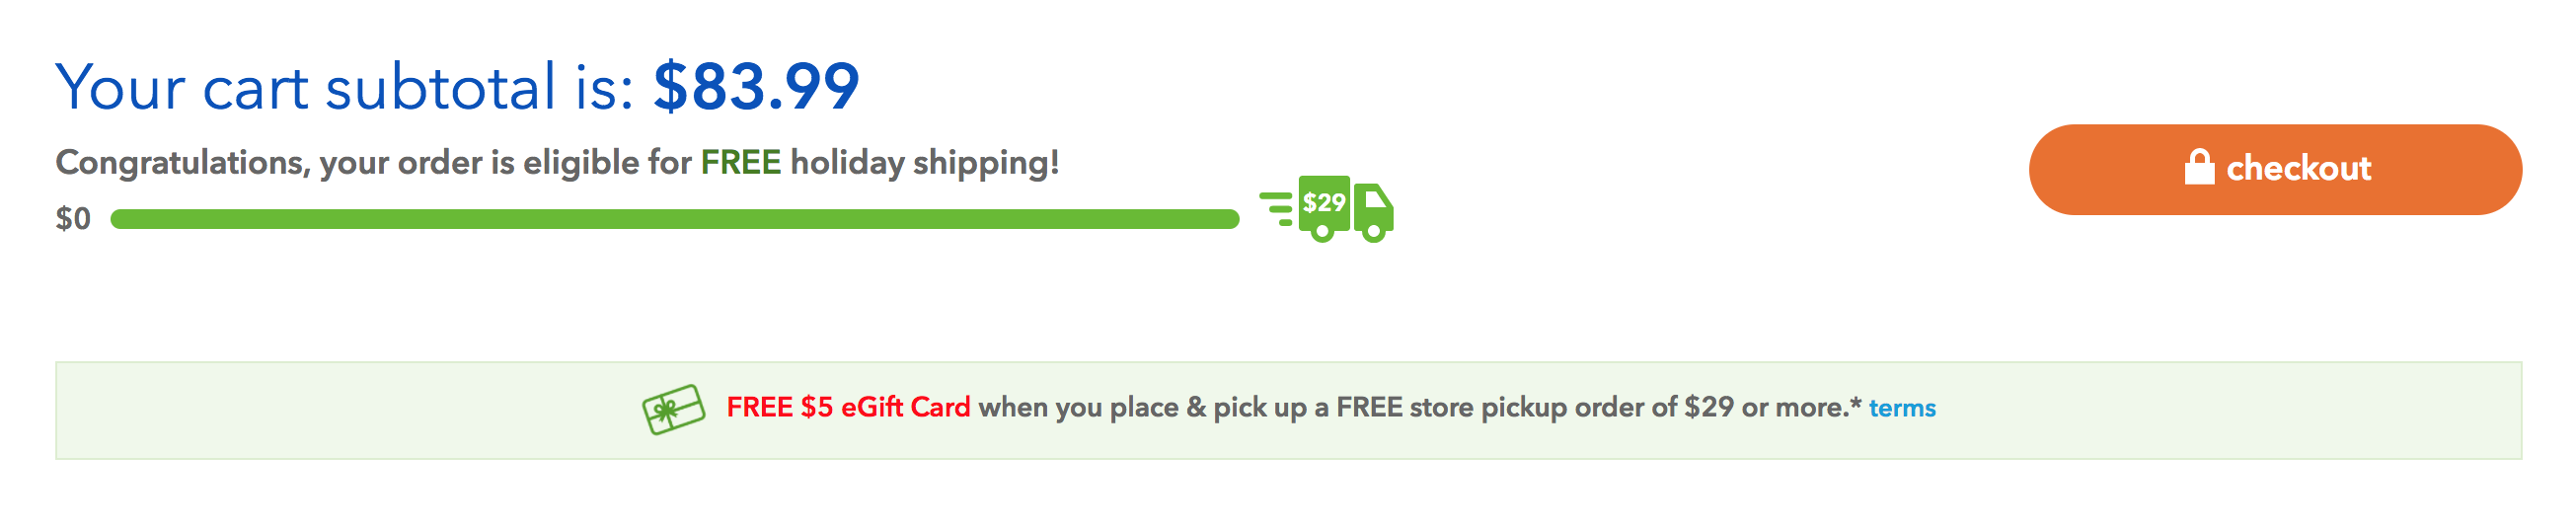 Your cart subtotal is: $83.99
Congratulations, your order is eligible for FREE holiday shipping!
$0
$29
checkout
FREE $5 eGift Card when you place & pick up a FREE store pickup order of $29 or more.* terms